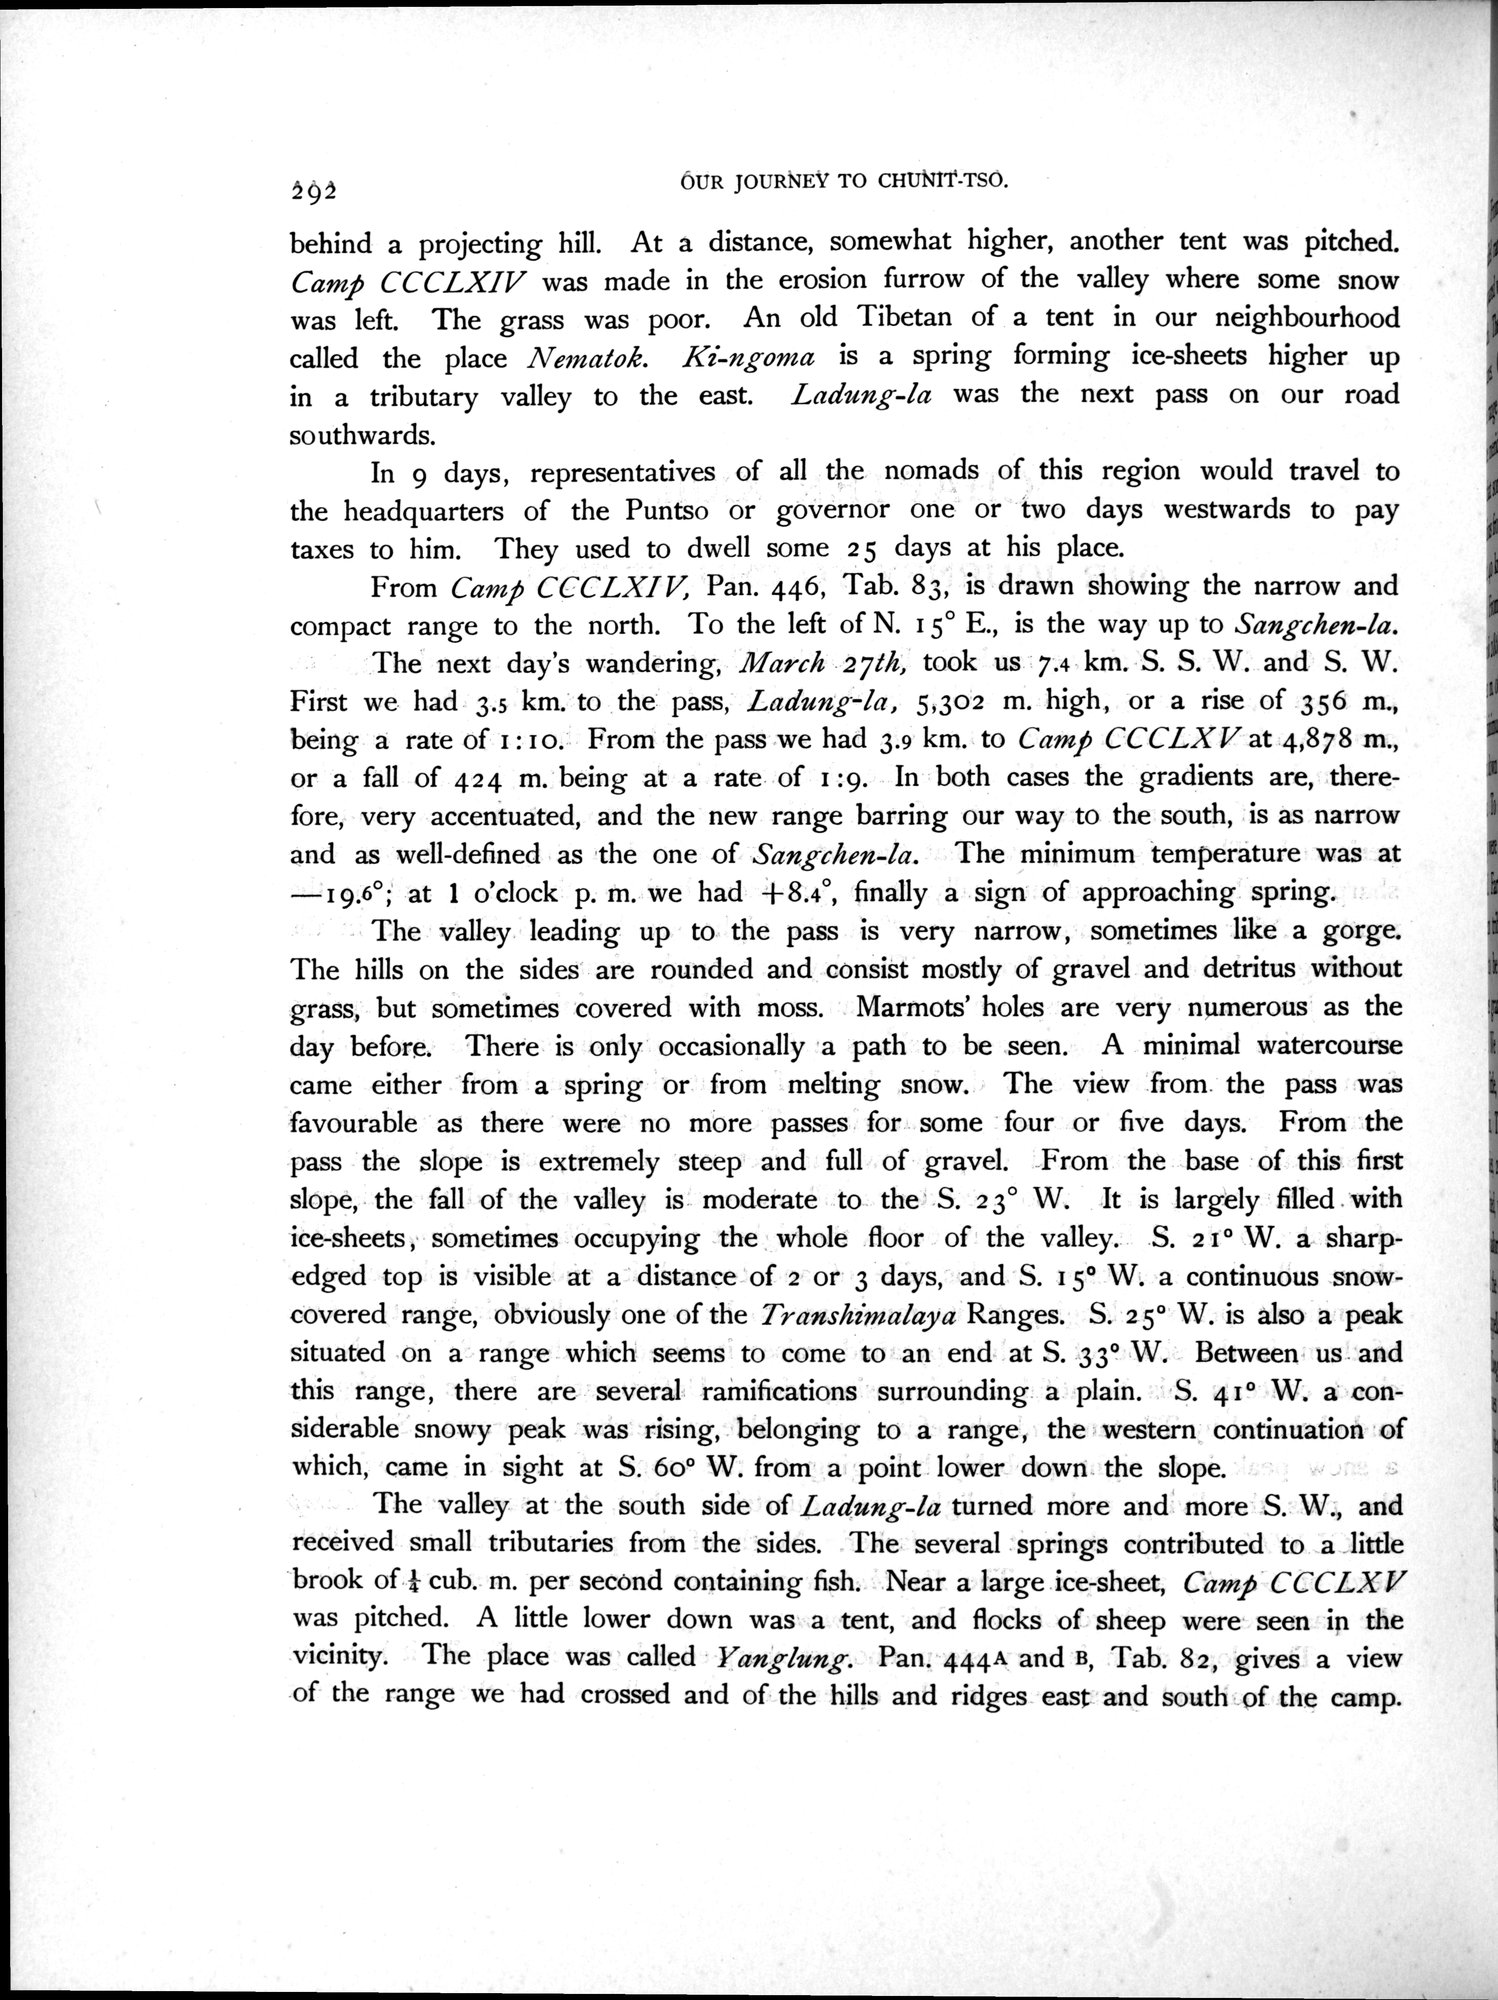 292
OUR JOURNEY TO CHUNIT-TSO.
behind a projecting hill. At a distance, somewhat higher, another tent was pitched.
Camp CCCLXIV was made in the erosion furrow of the valley where some snow
was left. The grass was poor. An old Tibetan of a tent in our neighbourhood
called the place Nematok. Ki-ngoma is a spring forming ice-sheets higher up
in a tributary valley to the east. Ladung-la was the next pass on our road
southwards.
In 9 days, representatives of all the nomads of this region would travel to
the headquarters of the Puntso or governor one or two days westwards to pay
taxes to him. They used to dwell some 25 days at his place.
From Camp CCCLXIV, Pan. 446, Tab. 83, is drawn showing the narrow and
compact range to the north. To the left of N. 15° E., is the way up to Sangchen-la.
The next day's wandering, March 27th, took us 7.4 km. S. S. W. and S. W.
First we had 3.5 km. to the pass, Ladung-la, 5,302 m. high, or a rise of 356 m.,
being a rate of 1:10. From the pass we had 3.9 km. to Camp CCCLXV at 4,878 m.,
or a fall of 424 m. being at a rate of 1:9. In both cases the gradients are, there-
fore, very accentuated, and the new range barring our way to the south, is as narrow
and as well-defined as the one of Sangchen-la. The minimum temperature was at
—19.6°; at 1 o'clock p. m. we had +8.4°, finally a sign of approaching spring.
The valley leading up to the pass is very narrow, sometimes like a gorge.
The hills on the sides are rounded and consist mostly of gravel and detritus without
grass, but sometimes covered with moss. Marmots' holes are very numerous as the
day before. There is only occasionally a path to be seen. A minimal watercourse
came either from a spring or from melting snow. The view from the pass was
favourable as there were no more passes for some four or five days. From the
pass the slope is extremely steep and full of gravel. From the base of this first
slope, the fall of the valley is moderate to the S. 23° W. It is largely filled with
ice-sheets, sometimes occupying the whole floor of the valley. S. 21° W. a sharp-
edged top is visible at a distance of 2 or 3 days, and S. 15° W. a continuous snow-
covered range, obviously one of the Transhimalaya Ranges. S. 25° W. is also a peak
situated on a range which seems to come to an end at S. 33° W. Between us and
this range, there are several ramifications surrounding a plain. S. 41° W. a con-
siderable snowy peak was rising, belonging to a range, the western continuation of
which, came in sight at S. 60° W. from a point lower down the slope.
The valley at the south side of Ladung-la turned more and more S. W., and
received small tributaries from the sides. The several springs contributed to a little
brook of ¼ cub. m. per second containing fish. Near a large ice-sheet, Camp CCCLXV
was pitched. A little lower down was a tent, and flocks of sheep were seen in the
vicinity. The place was called Yanglung. Pan. 444A and B, Tab. 82, gives a view
of the range we had crossed and of the hills and ridges east and south of the camp.